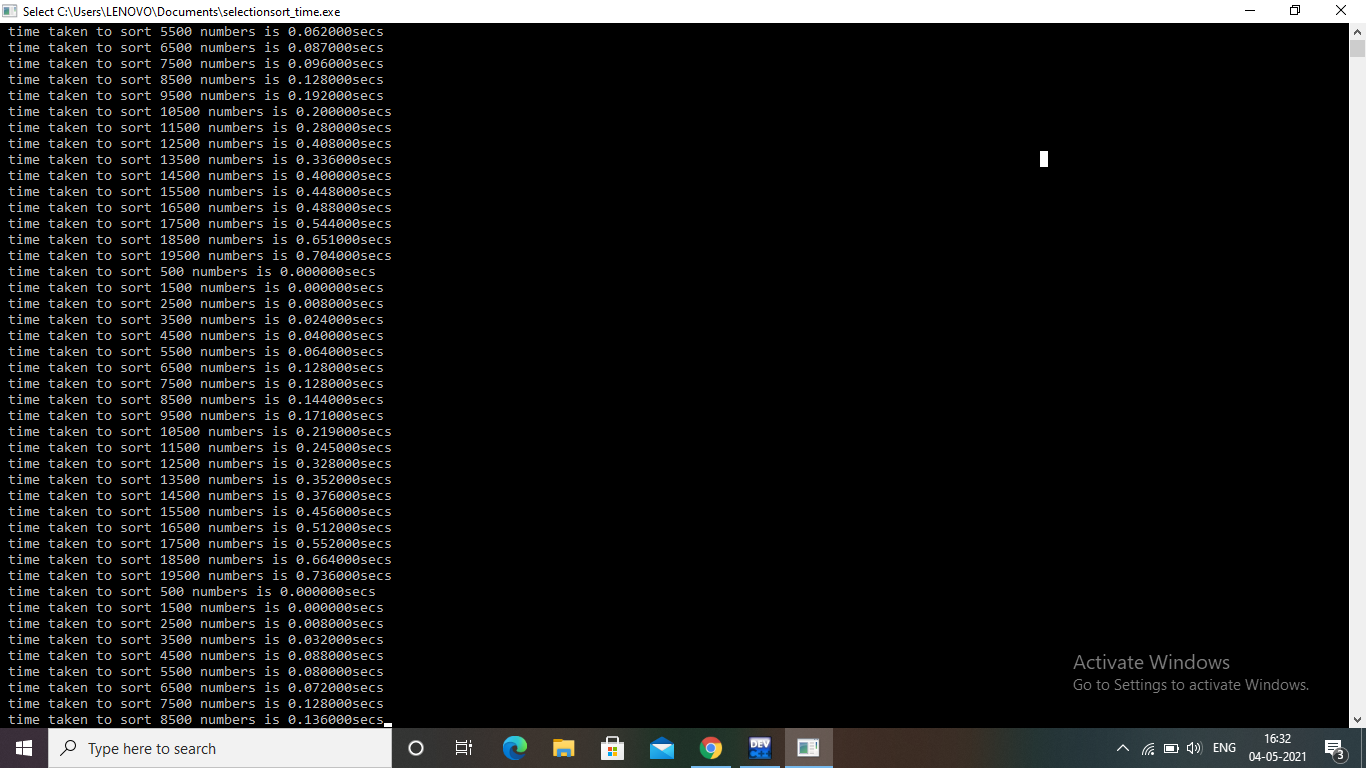 Select C:\Users\LENOVO\Documents\selectionsort_time.exe
time taken to sort 5500 numbers is 0.062000secs
time taken to sort 6500 numbers is 0.087000secs
time taken to sort 7500 numbers is 0.096000secs
time taken to sort 8500 numbers is 0.128000secs
time taken to sort 9500 numbers is 0.192000secs
time taken to sort 10500 numbers is 0.200000secs
time taken to sort 11500 numbers is 0.280000secs
time taken to sort 12500 numbers is 0.408000secs
time taken to sort 13500 numbers is 0.336000secs
time taken to sort 14500 numbers is 0.400000secs
time taken to sort 15500 numbers is 0.448000secs
time taken to sort 16500 numbers is 0.488000secs
time taken to sort 17500 numbers is 0.544000secs
time taken to sort 18500 numbers is 0.651000secs
time taken to sort 19500 numbers is 0.704000secs
time taken to sort 500 numbers is 0.000000secs
time taken to sort 1500 numbers is 0.000000secs
time taken to sort 2500 numbers is 0.008000secs
time taken to sort 3500 numbers is 0.024000secs
time taken to sort 4500 numbers is 0.040000secs
time taken to sort 5500 numbers is 0.064000secs
time taken to sort 6500 numbers is 0.128000secs
time taken to sort 7500 numbers is 0.128000secs
time taken to sort 8500 numbers is 0.144000secs
time taken to sort 9500 numbers is 0.171000secs
time taken to sort 10500 numbers is 0.219000secs
time taken to sort 11500 numbers is 0.245000secs
time taken to sort 12500 numbers is 0.328000secs
time taken to sort 13500 numbers is 0.352000secs
time taken to sort 14500 numbers is 0.376000secs
time taken to sort 15500 numbers is 0.456000secs
time taken to sort 16500 numbers is 0.512000secs
time taken to sort 17500 numbers is 0.552000secs
time taken to sort 18500 numbers is 0.664000secs
time taken to sort 19500 numbers is 0.736000secs
time taken to sort 500 numbers is 0.000000secs
time taken to sort 1500 numbers is 0.000000secs
time taken to sort 2500 numbers is 0.008000secs
time taken to sort 3500 numbers is 0.032000secs
time taken to sort 4500 numbers is 0.088000secs
time taken to sort 5500 numbers is 0.080000secs
time taken to sort 6500 numbers is 0.072000secs
time taken to sort 7500 numbers is 0.128000secs
time taken to sort 8500 numbers is 0.136000secs
Activate Windows
Go to Settings to activate Windows.
Type here to search
DEV
ENG
16:32
04-05-2021
3